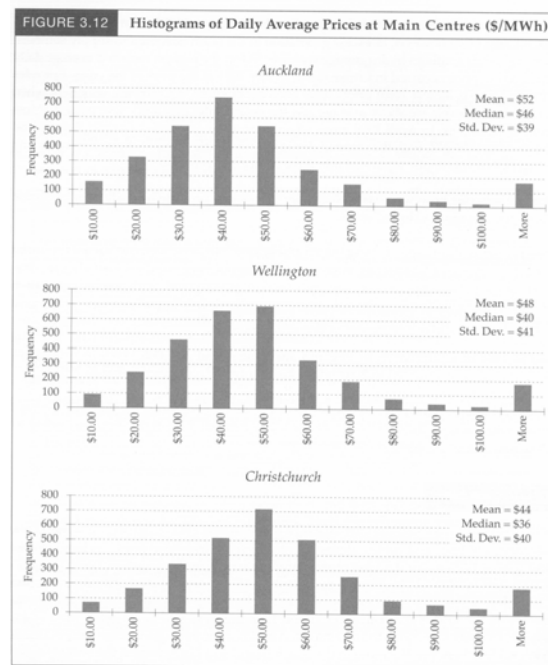 FIGURE 3.12 Histograms of Daily Average Prices at Main Centres ($/MWh)
Auckland
Frequency
800
700
600
500
400
300
200
100
0
Mean = $52
Median = $46
Std. Dev. = $39
$10.00 $20.00 $30.00 $40.00 $50.00 $60.00 $70.00 $80.00 $90.00 $100.00 More
Wellington
Frequency
800
700
600
500
400
300
200
100
0
Mean = $48
Median = $40
Std. Dev. = $41
$10.00 $20.00 $30.00 $40.00 $50.00 $60.00 $70.00 $80.00 $90.00 $100.00 More
Christchurch
Frequency
800
700
600
500
400
300
200
100
0
Mean = $44
Median = $36
Std. Dev. = $40
$10.00 $20.00 $30.00 $40.00 $50.00 $60.00 $70.00 $80.00 $90.00 $100.00 More